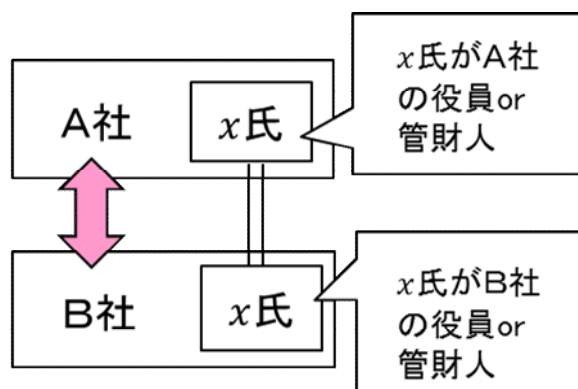 A社
x氏
x氏がA社
の役員or
管財人
B社
x氏
x氏がB社
の役員or
管財人